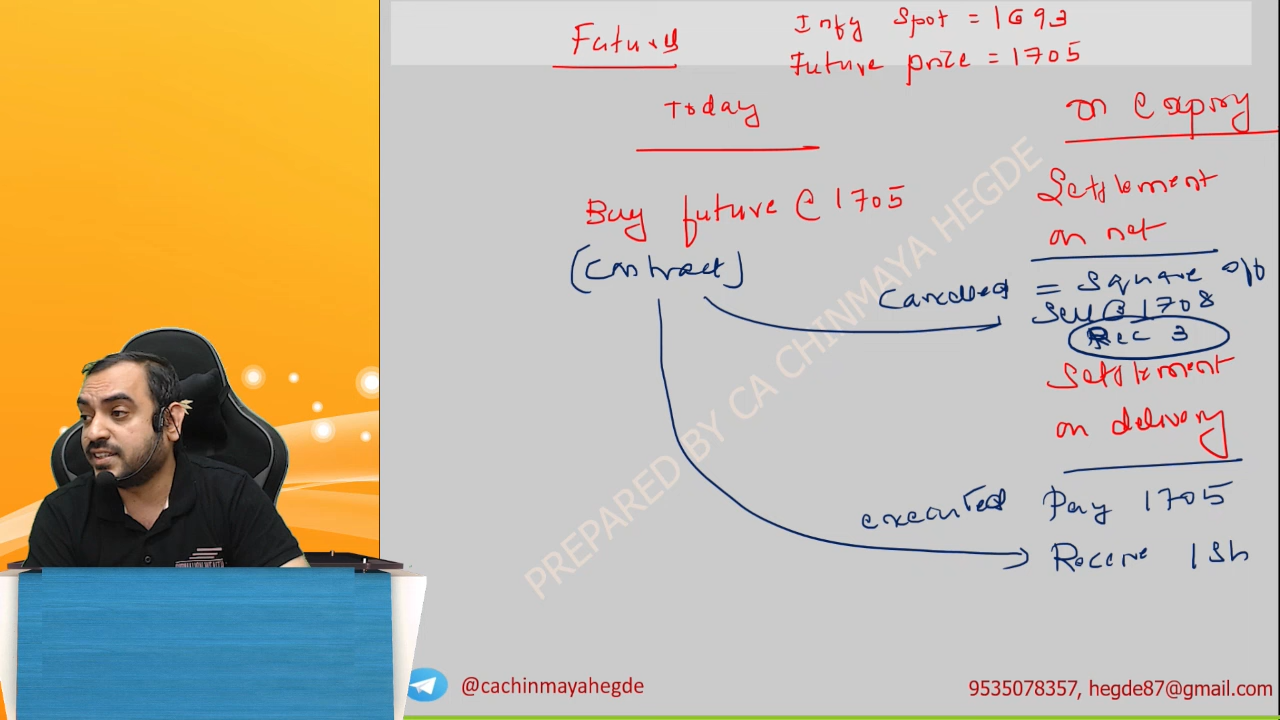 Futures
Infy Spot = 1693
Future price = 1705
Today
on Expiry
Buy future @ 1705
(Contract)
Settlement
on net
Cancelled
= Square off
Sell @ 1708
Rec 3
Settlement
on delivery
executed
Pay 1705
Receive 1 Sh
PREPARED BY CA CHINMAYA HEGDE
@cachinmayahegde
9535078357, hegde87@gmail.com